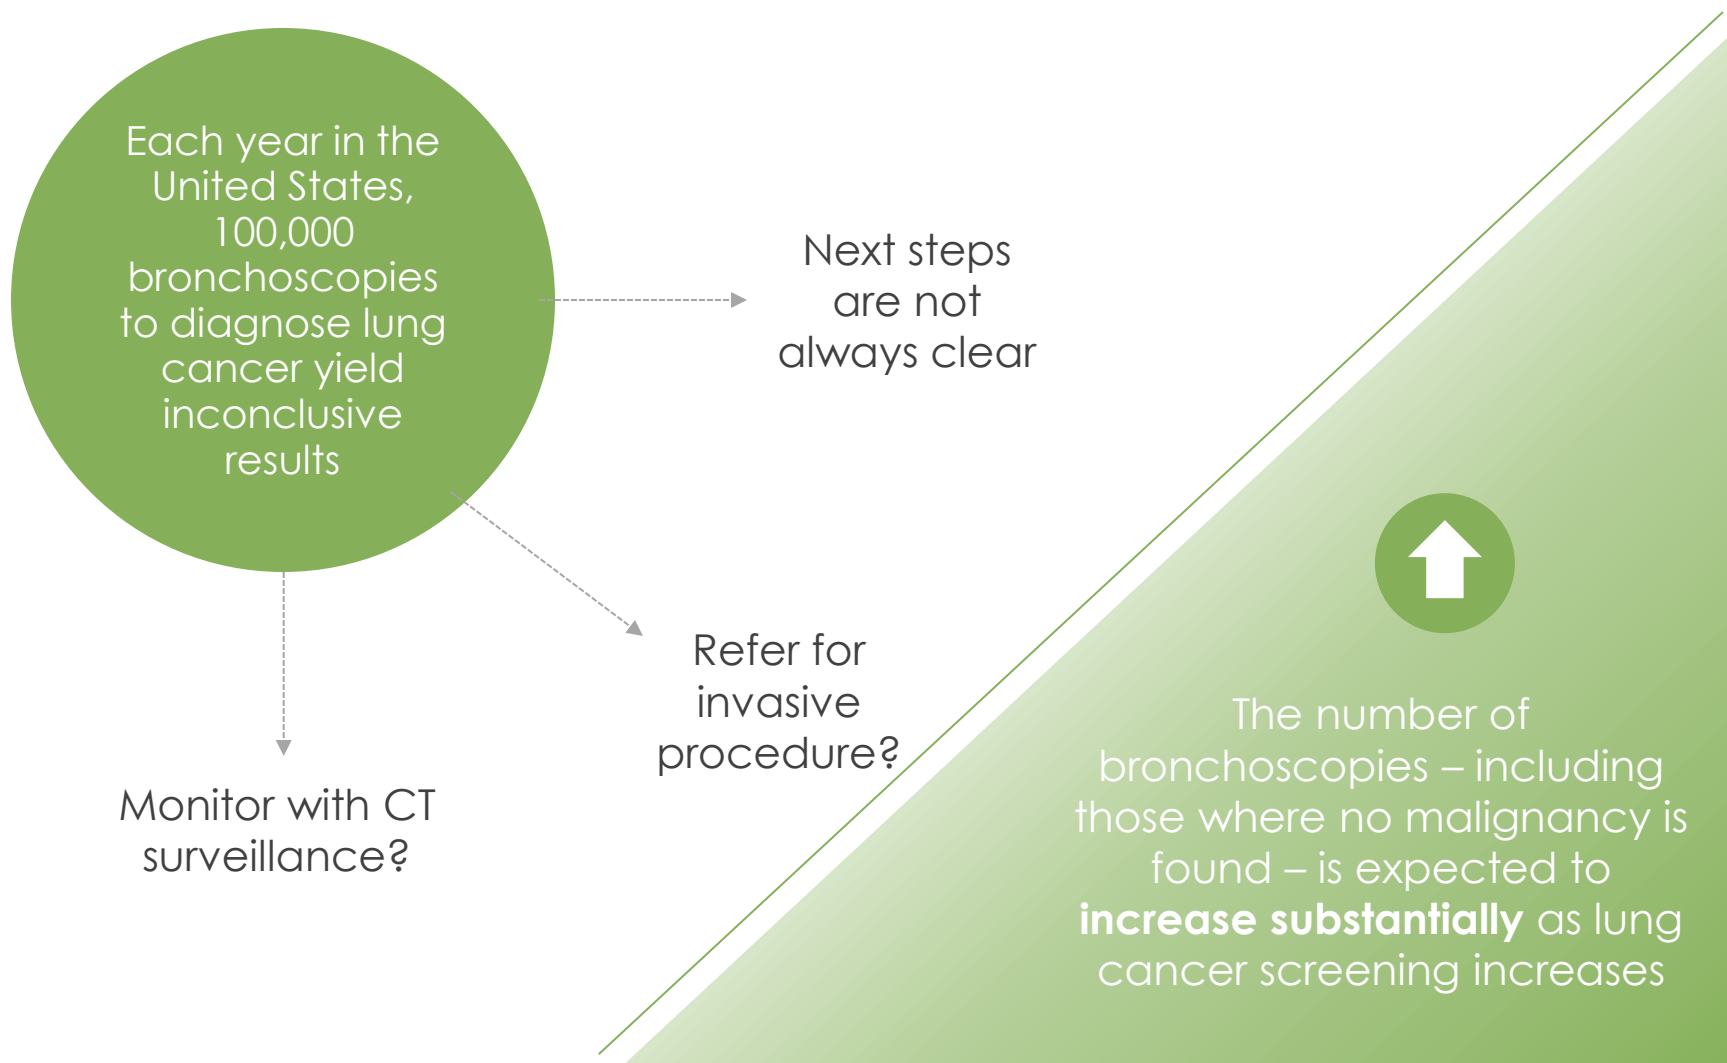 Each year in the
United States,
100,000
bronchoscopies
to diagnose lung
cancer yield
inconclusive
results
Next steps
are not
always clear
Refer for
invasive
procedure?
Monitor with CT
surveillance?
The number of
bronchoscopies – including
those where no malignancy is
found – is expected to
increase substantially as lung
cancer screening increases